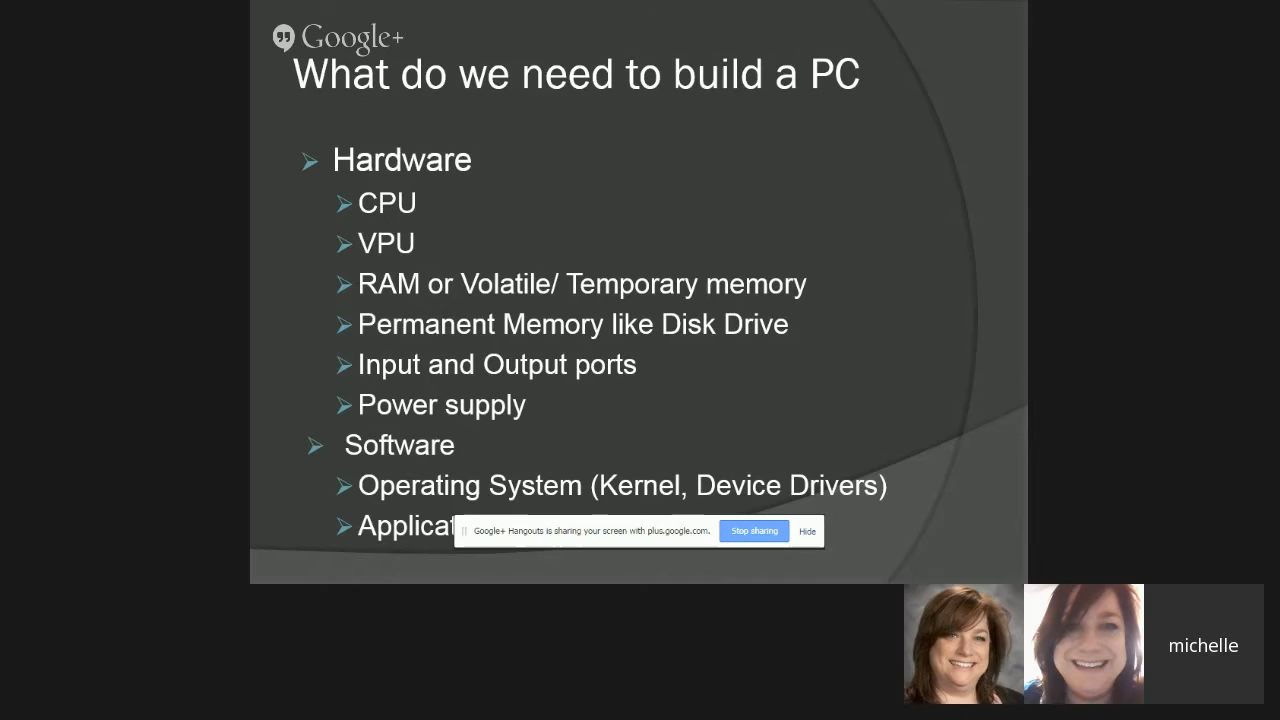 Google+
What do we need to build a PC
Hardware
CPU
VPU
RAM or Volatile/ Temporary memory
Permanent Memory like Disk Drive
Input and Output ports
Power supply
Software
Operating System (Kernel, Device Drivers)
Google+ Hangouts is sharing your screen with plus.google.com. Stop sharing Hide
michelle